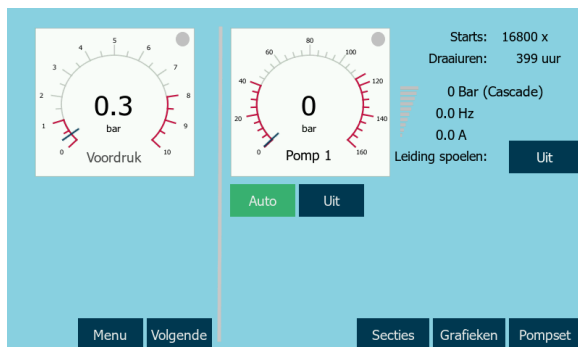 0
1
2
3
4
5
6
7
8
9
10
0.3
bar
Voordruk
0
20
40
60
80
100
120
140
160
0
bar
Pomp 1
Starts: 16800 x
Draaiuren: 399 uur
0 Bar (Cascade)
0.0 Hz
0.0 A
Leiding spoelen: Uit
Auto Uit
Menu Volgende Secties Grafieken Pompset